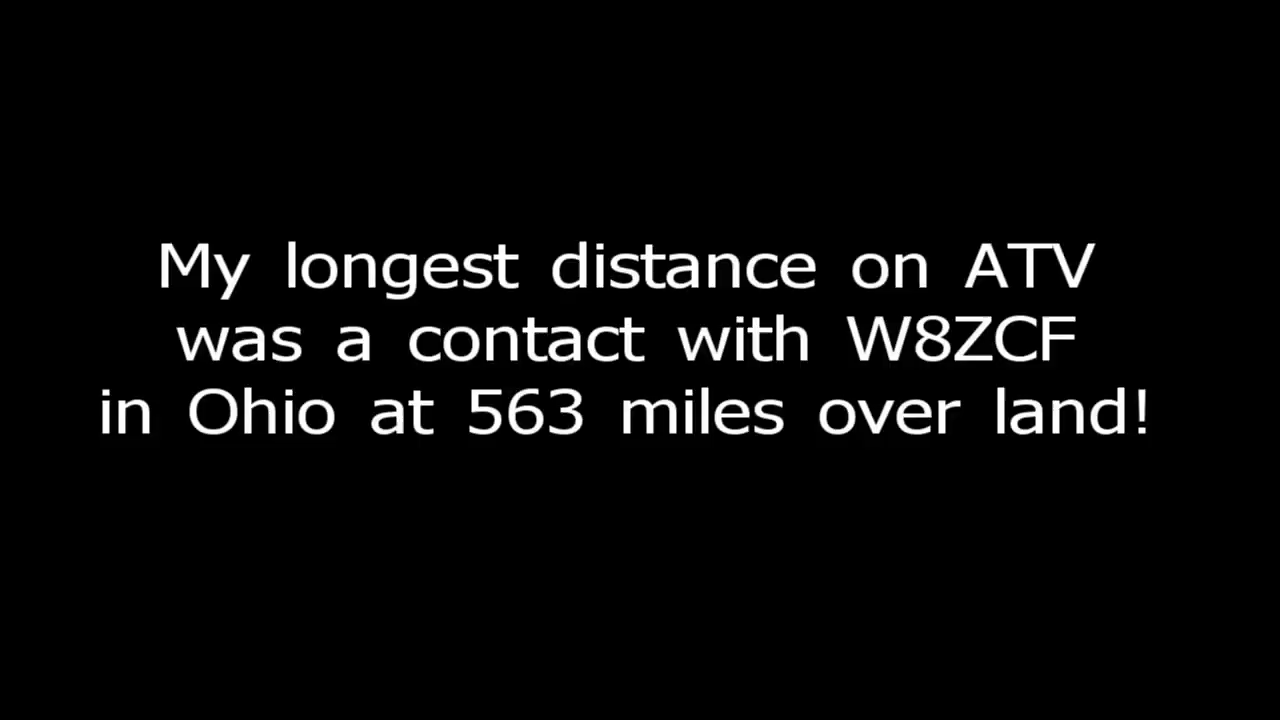 My longest distance on ATV
was a contact with W8ZCF
in Ohio at 563 miles over land!